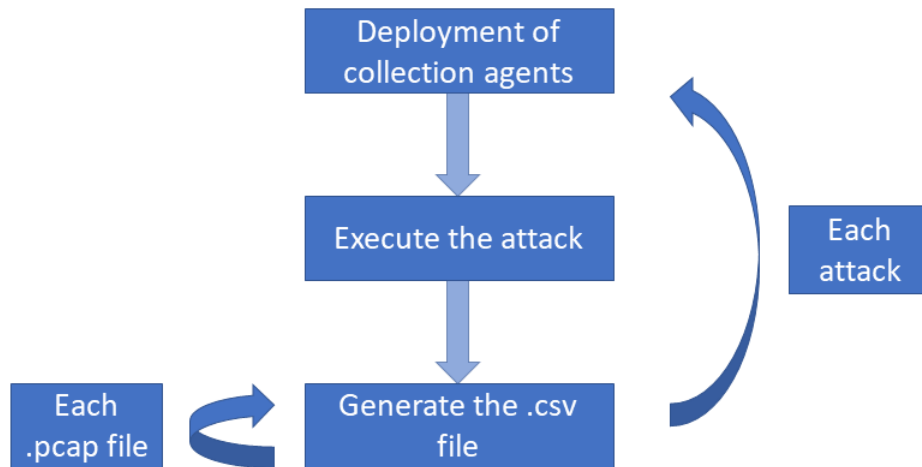 Deployment of
collection agents
Execute the attack
Each
attack
Each
.pcap file
Generate the .csv
file